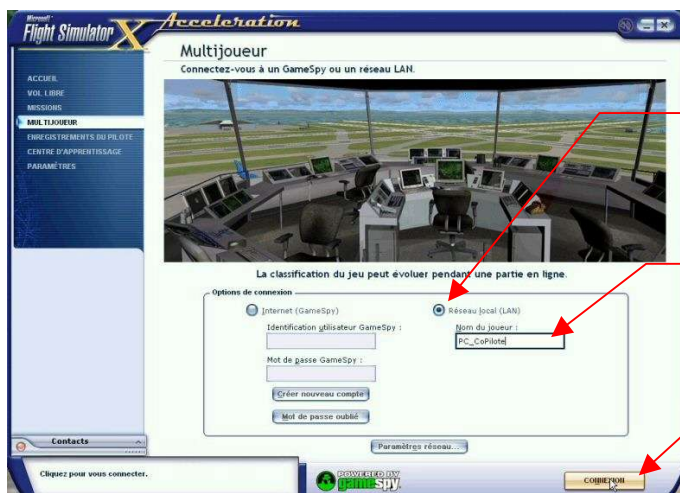 Microsoft
Flight Simulator X
Acceleration
Multijoueur
Connectez-vous à un GameSpy ou un réseau LAN.
ACCUEIL
VOL LIBRE
MISSIONS
MULTIJOUEUR
ENREGISTREMENTS DU PILOTE
CENTRE D'APPRENTISSAGE
PARAMÈTRES
La classification du jeu peut évoluer pendant une partie en ligne.
Options de connexion
Internet (GameSpy)
Réseau local (LAN)
Identification utilisateur GameSpy :
Nom du joueur :
PC_CoPilote
Mot de passe GameSpy :
Créer nouveau compte
Mot de passe oublié
Paramètres réseau...
Contacts
Cliquez pour vous connecter.
POWERED BY
gamespy.
CONNEXION